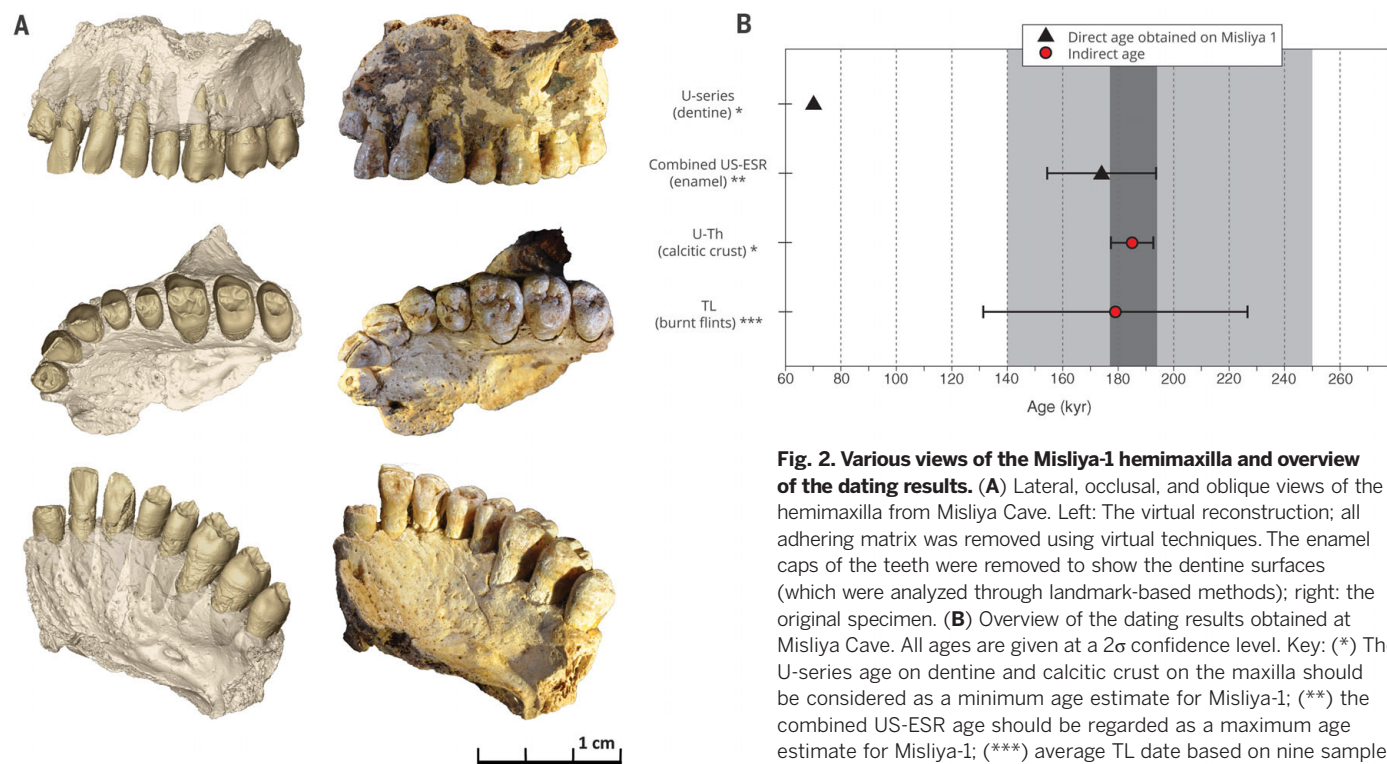 A
1 cm
B
Direct age obtained on Misliya 1
Indirect age
U-series
(dentine) *
Combined US-ESR
(enamel) **
U-Th
(calcitic crust) *
TL
(burnt flints) ***
60 80 100 120 140 160 180 200 220 240 260
Age (kyr)
Fig. 2. Various views of the Misliya-1 hemimaxilla and overview
of the dating results. (A) Lateral, occlusal, and oblique views of the
hemimaxilla from Misliya Cave. Left: The virtual reconstruction; all
adhering matrix was removed using virtual techniques. The enamel
caps of the teeth were removed to show the dentine surfaces
(which were analyzed through landmark-based methods); right: the
original specimen. (B) Overview of the dating results obtained at
Misliya Cave. All ages are given at a 2σ confidence level. Key: (*) The
U-series age on dentine and calcitic crust on the maxilla should
be considered as a minimum age estimate for Misliya-1; (**) the
combined US-ESR age should be regarded as a maximum age
estimate for Misliya-1; (***) average TL date based on nine sample